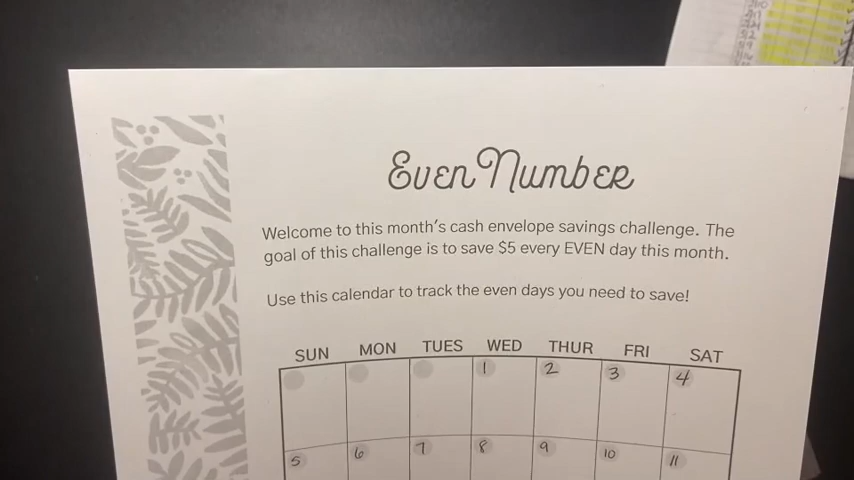 Even Number
Welcome to this month's cash envelope savings challenge. The
goal of this challenge is to save $5 every EVEN day this month.
Use this calendar to track the even days you need to save!
SUN MON TUES WED THUR FRI SAT
1 2 3 4
5 6 7 8 9 10 11